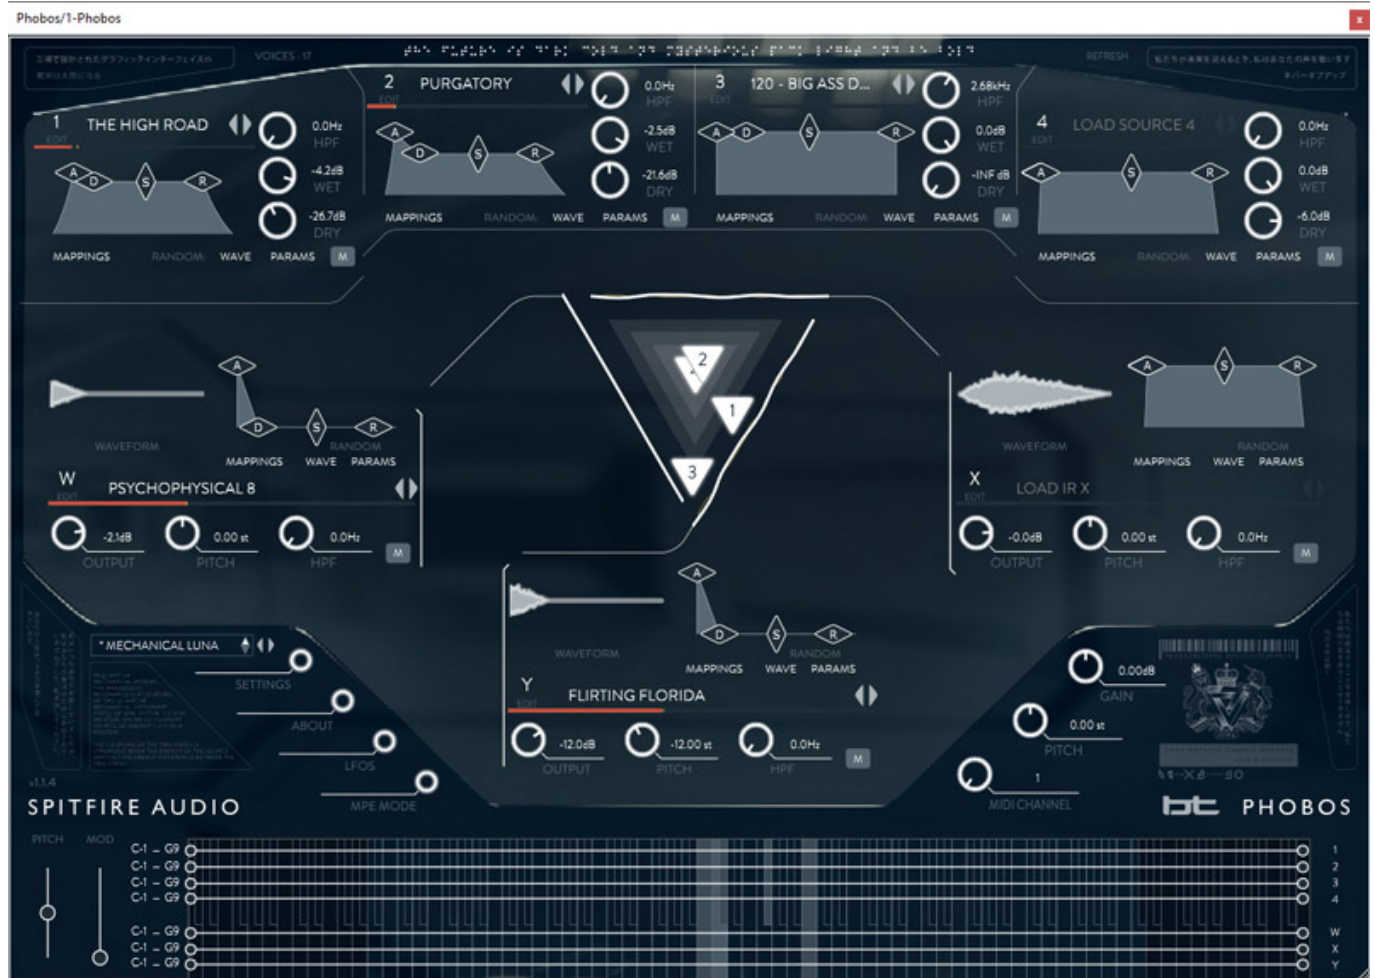 Phobos/1-Phobos
VOICES : 17
REFRESH
1 THE HIGH ROAD
EDIT
0.0Hz
HPF
-4.2dB
WET
-26.7dB
DRY
A D S R
MAPPINGS RANDOM: WAVE PARAMS M
2 PURGATORY
EDIT
0.0Hz
HPF
-2.5dB
WET
-21.6dB
DRY
A D S R
MAPPINGS RANDOM: WAVE PARAMS M
3 120 - BIG ASS D...
EDIT
2.68kHz
HPF
0.0dB
WET
-INF dB
DRY
A D S R
MAPPINGS RANDOM: WAVE PARAMS M
4 LOAD SOURCE 4
EDIT
0.0Hz
HPF
0.0dB
WET
-6.0dB
DRY
A S R
MAPPINGS RANDOM: WAVE PARAMS M
2
1
3
A D S R
WAVEFORM
RANDOM
MAPPINGS WAVE PARAMS
W PSYCHOPHYSICAL 8
EDIT
-2.1dB 0.00 st 0.0Hz
OUTPUT PITCH HPF M
A S R
WAVEFORM
RANDOM
MAPPINGS WAVE PARAMS
X LOAD IR X
EDIT
-0.0dB 0.00 st 0.0Hz
OUTPUT PITCH HPF M
A D S R
WAVEFORM
RANDOM
MAPPINGS WAVE PARAMS
Y FLIRTING FLORIDA
EDIT
-12.0dB -12.00 st 0.0Hz
OUTPUT PITCH HPF M
* MECHANICAL LUNA
SETTINGS
ABOUT
LFOS
MPE MODE
v1.1.4
SPITFIRE AUDIO
0.00dB
GAIN
0.00 st
PITCH
1
MIDI CHANNEL
bt PHOBOS
PITCH MOD
C-1 – G9 1
C-1 – G9 2
C-1 – G9 3
C-1 – G9 4
C-1 – G9 W
C-1 – G9 X
C-1 – G9 Y